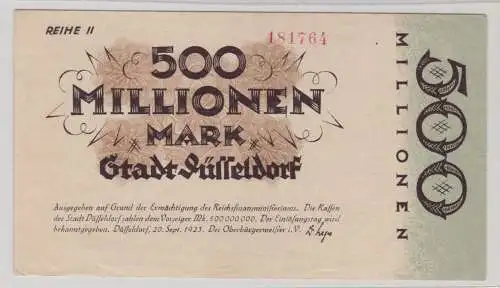 REIHE II
181764
500
MILLIONEN
MARK
Stadt Düsseldorf
Ausgegeben auf Grund der Ermächtigung des Reichsfinanzministeriums. Die Kassen
der Stadt Düsseldorf zahlen dem Vorzeiger Mk. 500 000 000. Der Einlösungstag wird
bekanntgegeben. Düsseldorf, 20. Sept. 1923. Der Oberbürgermeister i. V.
500
MILLIONEN